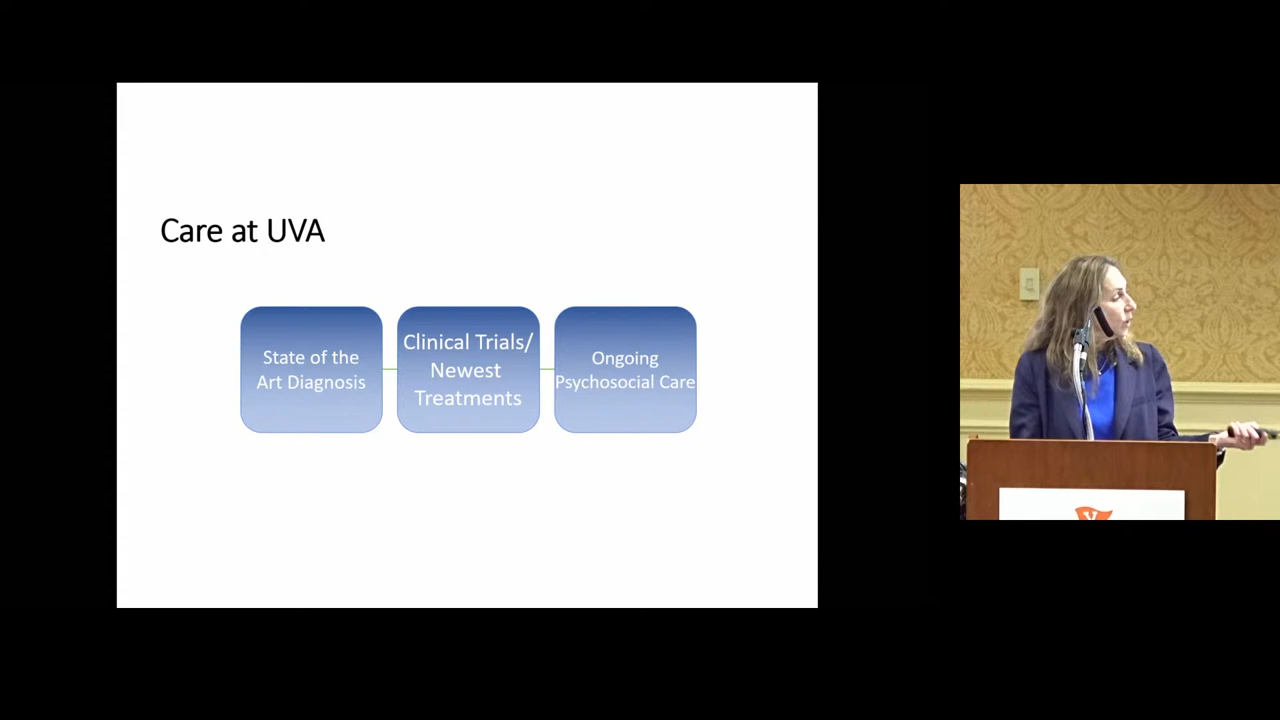 Care at UVA
State of the
Art Diagnosis
Clinical Trials/
Newest
Treatments
Ongoing
Psychosocial Care